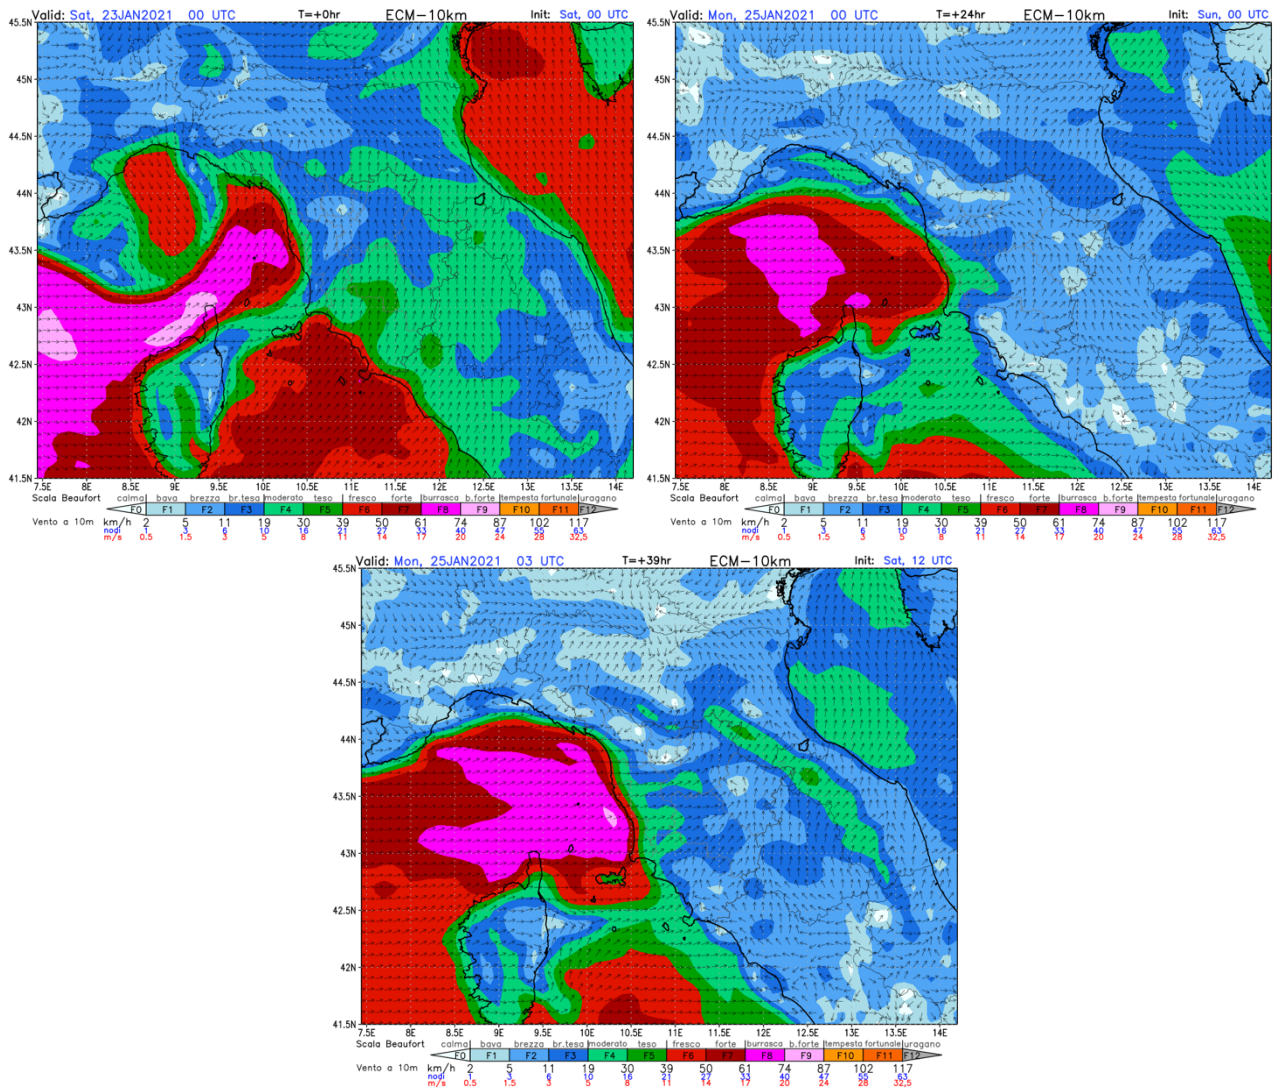 Valid: Sat, 23JAN2021 00 UTC T=+0hr ECM-10km Init: Sat, 00 UTC
45.5N
45N
44.5N
44N
43.5N
43N
42.5N
42N
41.5N
7.5E 8E 8.5E 9E 9.5E 10E 10.5E 11E 11.5E 12E 12.5E 13E 13.5E 14E
Scala Beaufort calma bava brezza br.tesa moderato teso fresco forte burrasca b.forte tempesta fortunale uragano
F0 F1 F2 F3 F4 F5 F6 F7 F8 F9 F10 F11 F12
Vento a 10m km/h 2 5 11 19 30 39 50 61 74 87 102 117
nodi 1 3 6 10 16 21 27 33 40 47 55 63
m/s 0.5 1.5 3 5 8 11 14 17 20 24 28 32,5
Valid: Mon, 25JAN2021 00 UTC T=+24hr ECM-10km Init: Sun, 00 UTC
45.5N
45N
44.5N
44N
43.5N
43N
42.5N
42N
41.5N
7.5E 8E 8.5E 9E 9.5E 10E 10.5E 11E 11.5E 12E 12.5E 13E 13.5E 14E
Scala Beaufort calma bava brezza br.tesa moderato teso fresco forte burrasca b.forte tempesta fortunale uragano
F0 F1 F2 F3 F4 F5 F6 F7 F8 F9 F10 F11 F12
Vento a 10m km/h 2 5 11 19 30 39 50 61 74 87 102 117
nodi 1 3 6 10 16 21 27 33 40 47 55 63
m/s 0.5 1.5 3 5 8 11 14 17 20 24 28 32,5
Valid: Mon, 25JAN2021 03 UTC T=+39hr ECM-10km Init: Sat, 12 UTC
45.5N
45N
44.5N
44N
43.5N
43N
42.5N
42N
41.5N
7.5E 8E 8.5E 9E 9.5E 10E 10.5E 11E 11.5E 12E 12.5E 13E 13.5E 14E
Scala Beaufort calma bava brezza br.tesa moderato teso fresco forte burrasca b.forte tempesta fortunale uragano
F0 F1 F2 F3 F4 F5 F6 F7 F8 F9 F10 F11 F12
Vento a 10m km/h 2 5 11 19 30 39 50 61 74 87 102 117
nodi 1 3 6 10 16 21 27 33 40 47 55 63
m/s 0.5 1.5 3 5 8 11 14 17 20 24 28 32,5